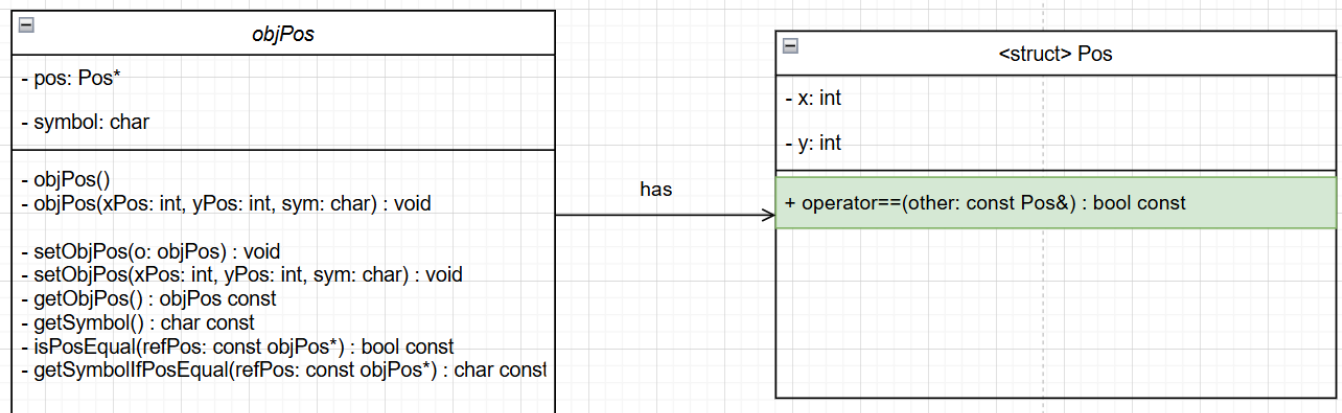 objPos
- pos: Pos*
- symbol: char
- objPos()
- objPos(xPos: int, yPos: int, sym: char) : void
- setObjPos(o: objPos) : void
- setObjPos(xPos: int, yPos: int, sym: char) : void
- getObjPos() : objPos const
- getSymbol() : char const
- isPosEqual(refPos: const objPos*) : bool const
- getSymbolIfPosEqual(refPos: const objPos*) : char const
has
<struct> Pos
- x: int
- y: int
+ operator==(other: const Pos&) : bool const